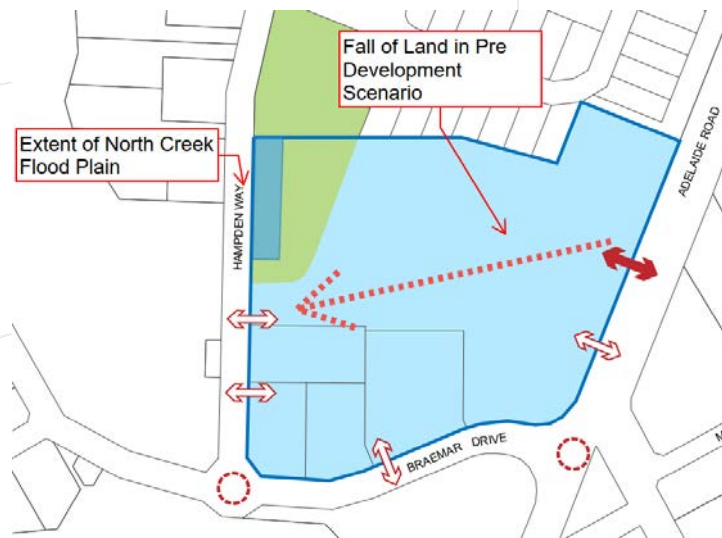 Fall of Land in Pre
Development
Scenario
Extent of North Creek
Flood Plain
HAMPDEN WAY
ADELAIDE ROAD
BRAEMAR DRIVE
M